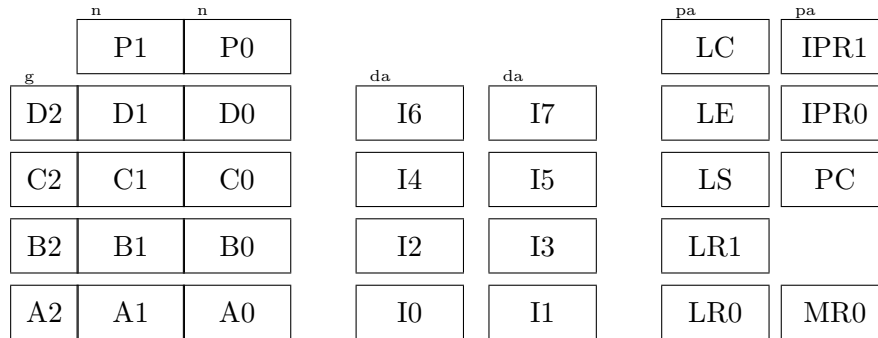 n n pa pa
P1 P0 LC IPR1
g da da
D2 D1 D0 I6 I7 LE IPR0
C2 C1 C0 I4 I5 LS PC
B2 B1 B0 I2 I3 LR1
A2 A1 A0 I0 I1 LR0 MR0